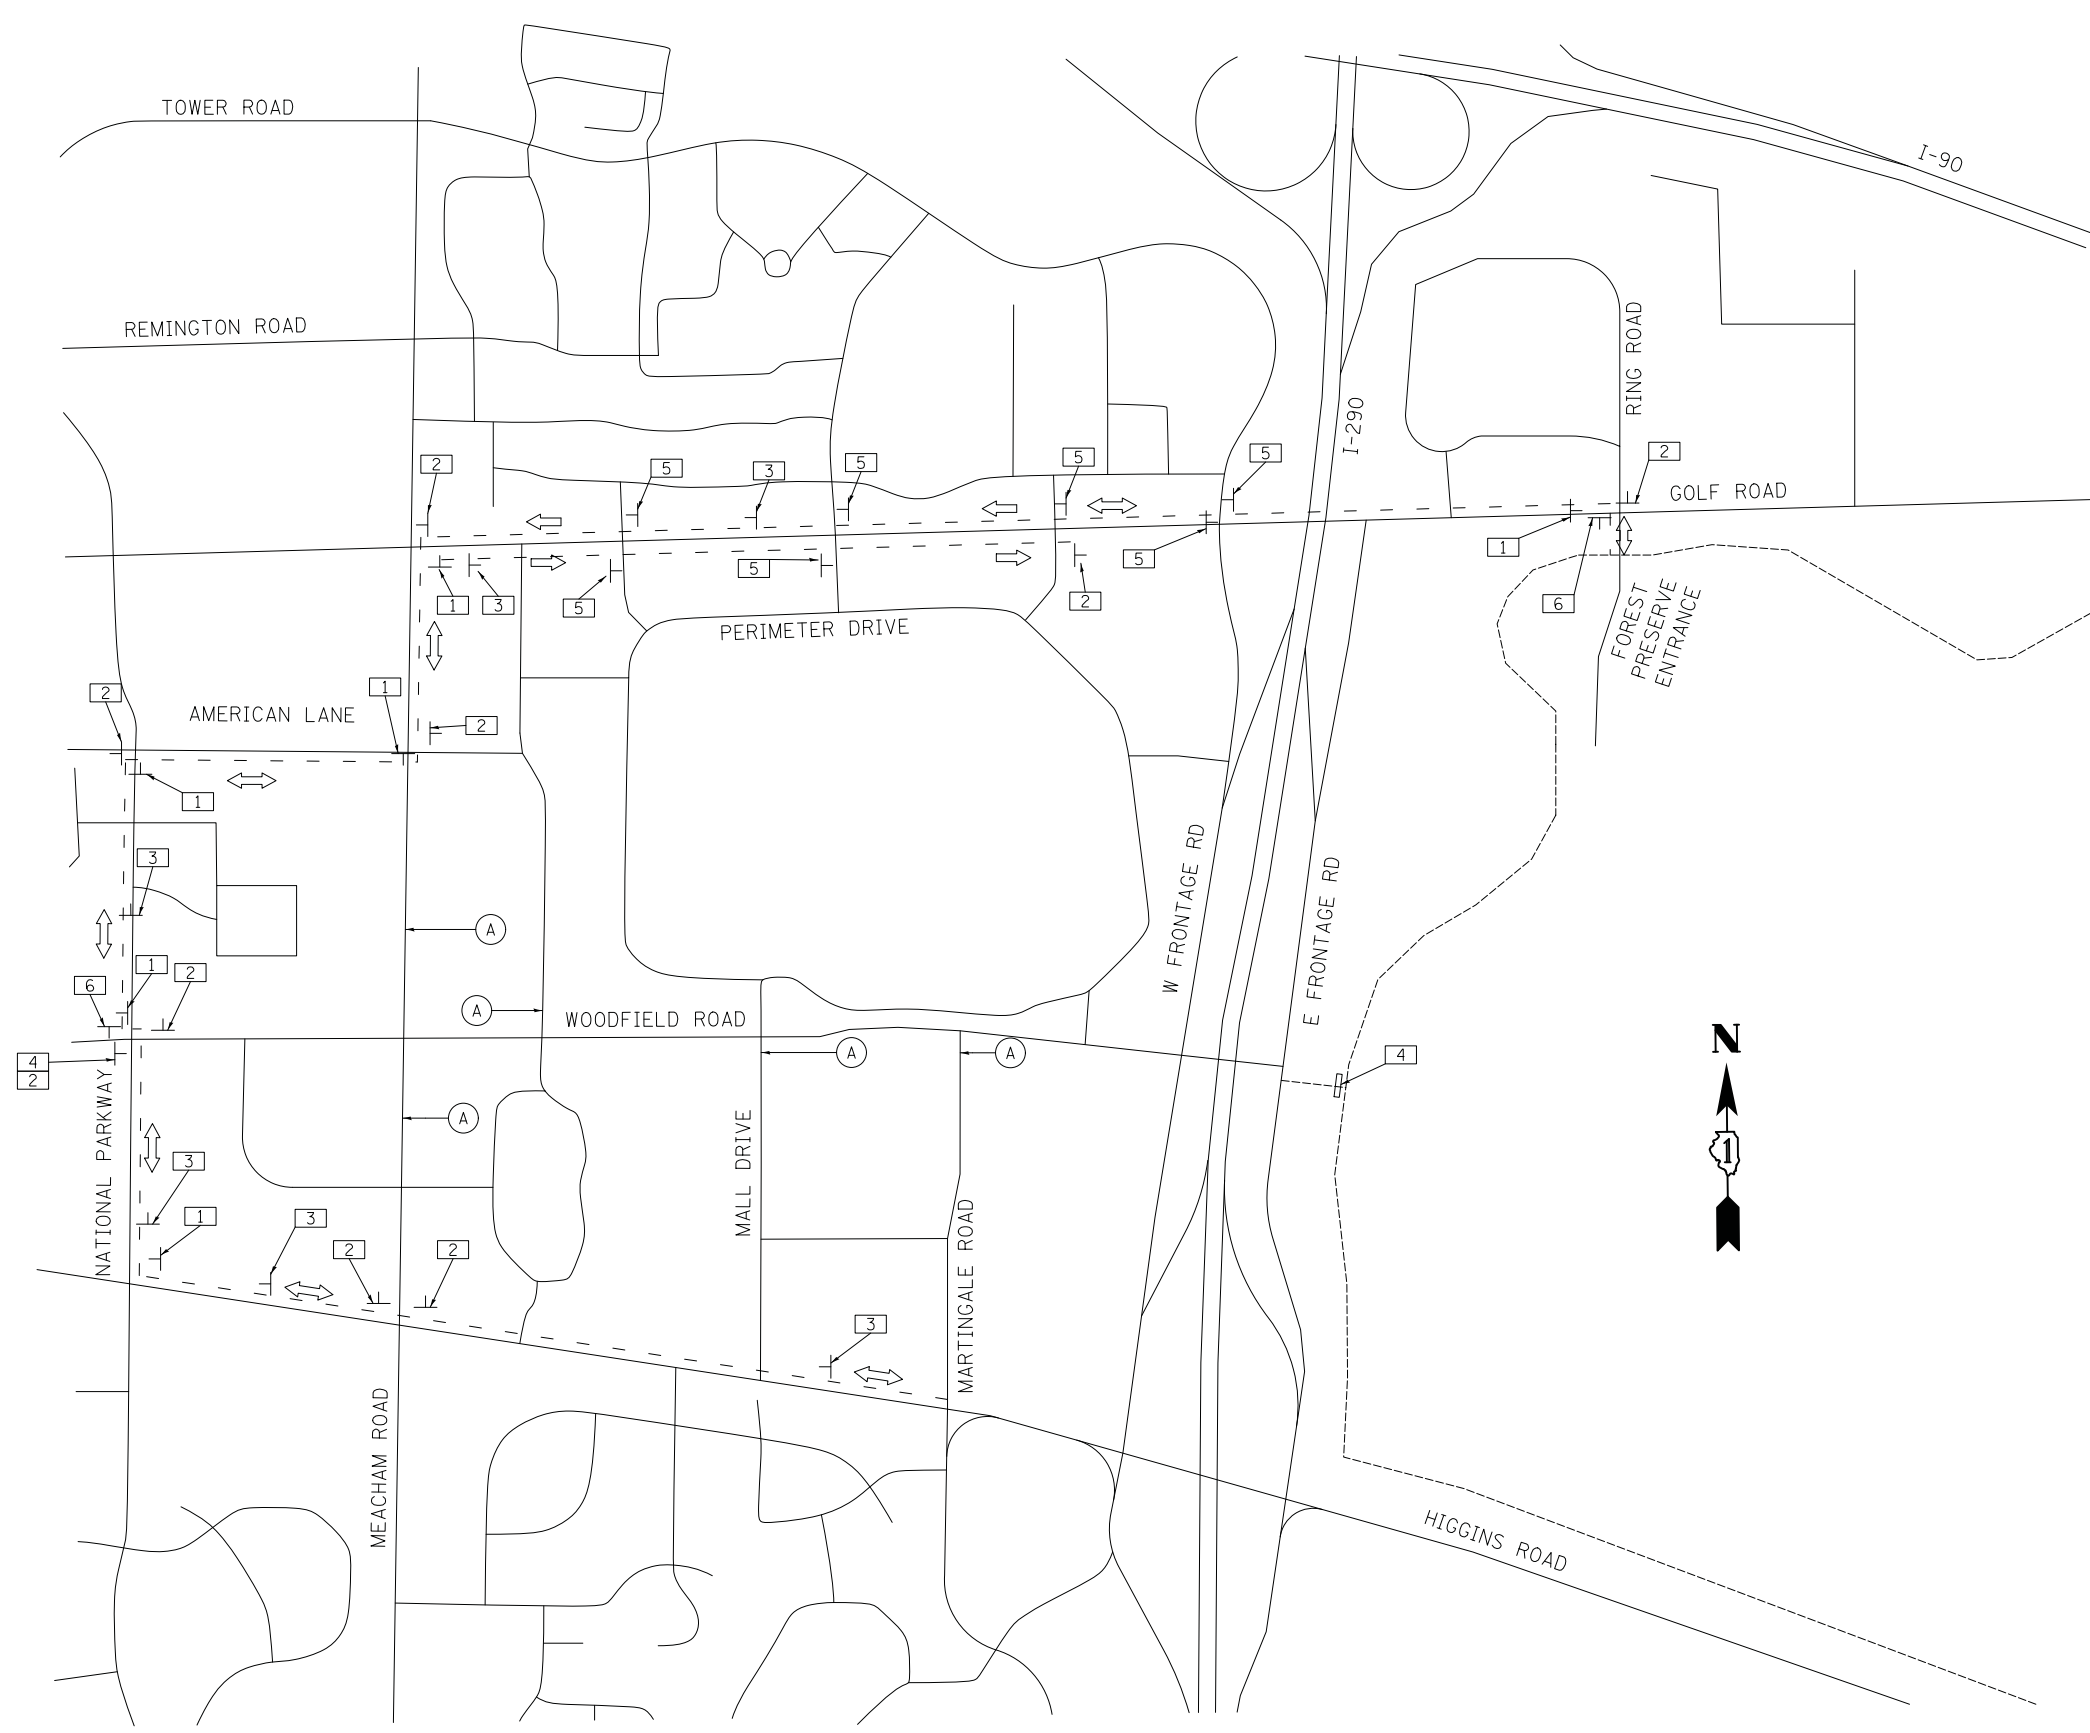 TOWER ROAD
I-90
REMINGTON ROAD
RING ROAD
I-290
2
5
3
5
5
5
2
GOLF ROAD
1
3
5
5
2
5
1
6
FOREST
PRESERVE
ENTRANCE
PERIMETER DRIVE
2
1
AMERICAN LANE
2
1
3
A
W FRONTAGE RD
E FRONTAGE RD
1
2
6
A
WOODFIELD ROAD
4
2
A
A
4
N
1
NATIONAL PARKWAY
A
MALL DRIVE
3
1
3
2
2
MARTINGALE ROAD
3
MEACHAM ROAD
HIGGINS ROAD